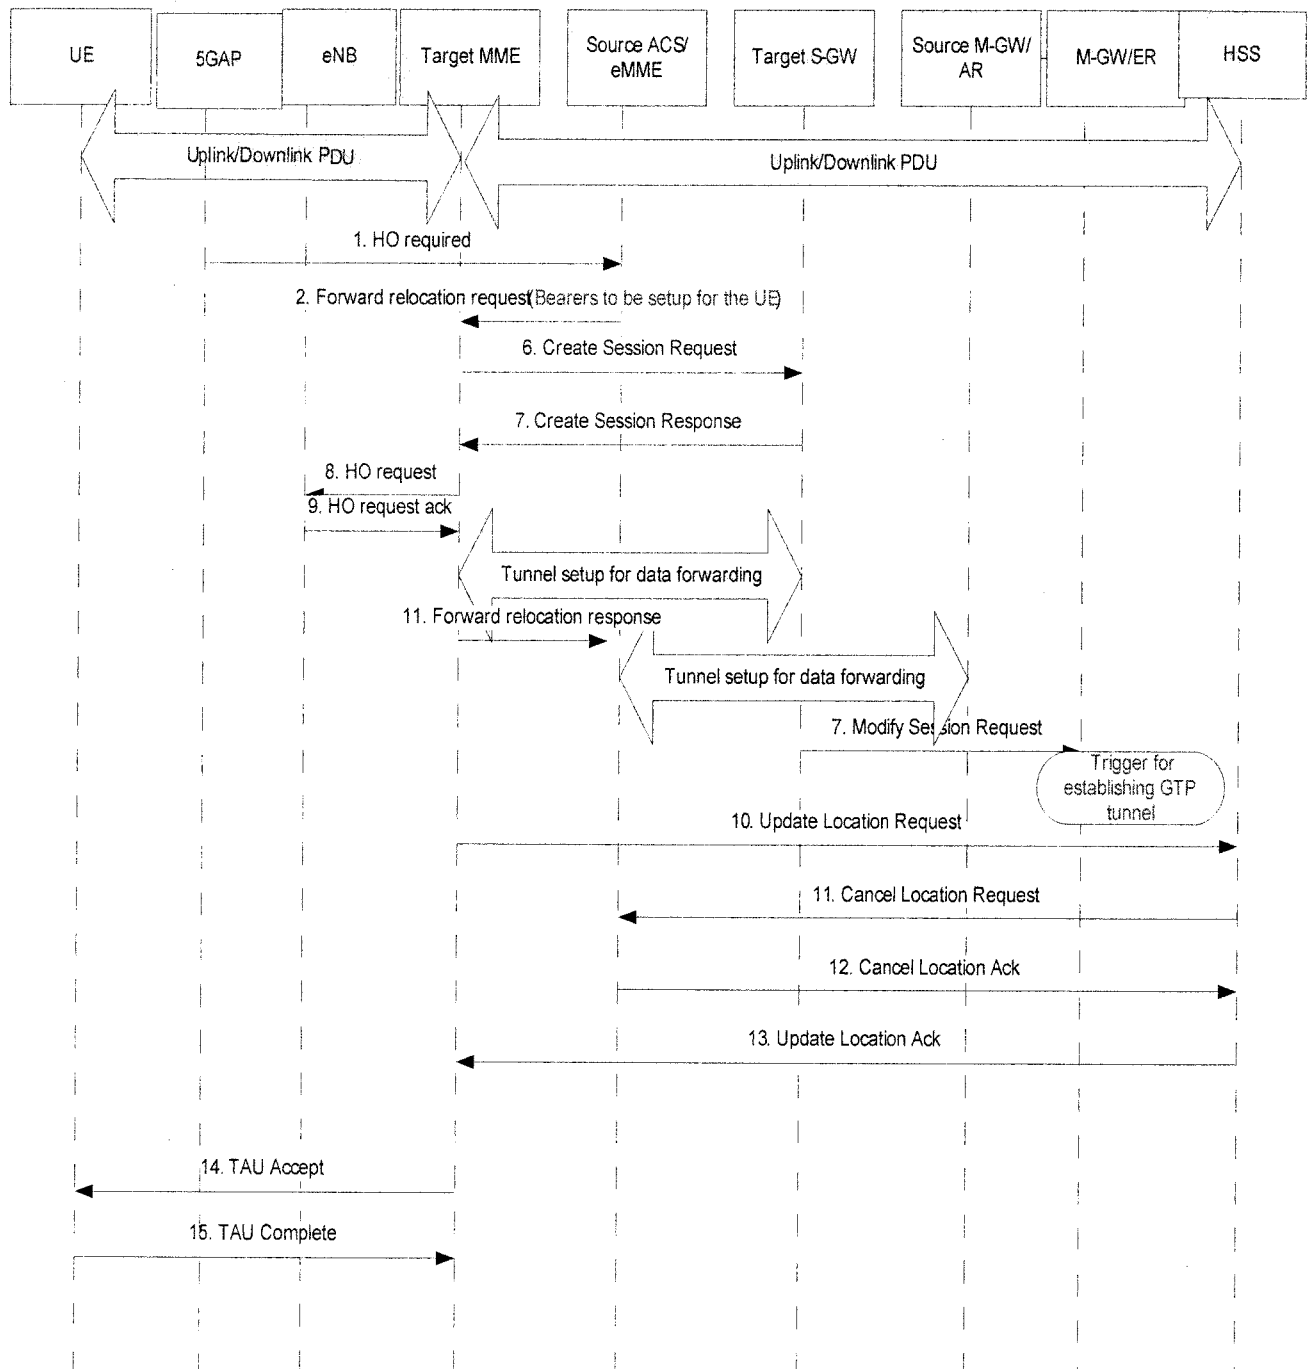 UE
5GAP
eNB
Target MME
Source ACS/
eMME
Target S-GW
Source M-GW/
AR
M-GW/ER
HSS
Uplink/Downlink PDU
Uplink/Downlink PDU
1. HO required
2. Forward relocation request(Bearers to be setup for the UE)
6. Create Session Request
7. Create Session Response
8. HO request
9. HO request ack
Tunnel setup for data forwarding
11. Forward relocation response
Tunnel setup for data forwarding
7. Modify Session Request
Trigger for
establishing GTP
tunnel
10. Update Location Request
11. Cancel Location Request
12. Cancel Location Ack
13. Update Location Ack
14. TAU Accept
15. TAU Complete